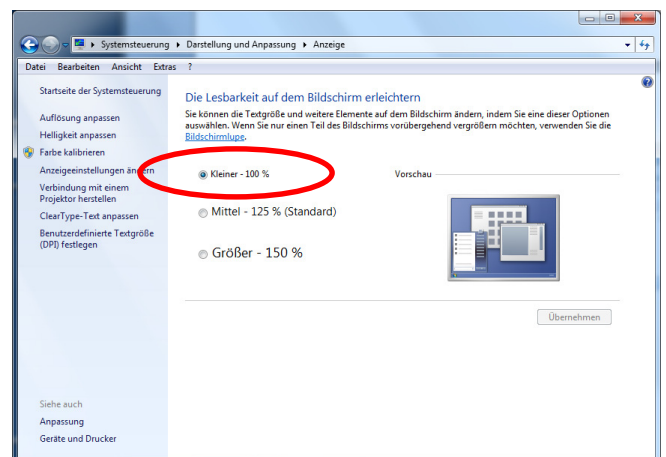 Systemsteuerung ▸ Darstellung und Anpassung ▸ Anzeige
Datei Bearbeiten Ansicht Extras ?
Startseite der Systemsteuerung
Auflösung anpassen
Helligkeit anpassen
Farbe kalibrieren
Anzeigeeinstellungen ändern
Verbindung mit einem
Projektor herstellen
ClearType-Text anpassen
Benutzerdefinierte Textgröße
(DPI) festlegen
Siehe auch
Anpassung
Geräte und Drucker
Die Lesbarkeit auf dem Bildschirm erleichtern
Sie können die Textgröße und weitere Elemente auf dem Bildschirm ändern, indem Sie eine dieser Optionen
auswählen. Wenn Sie nur einen Teil des Bildschirms vorübergehend vergrößern möchten, verwenden Sie die
Bildschirmlupe.
Kleiner - 100 %
Vorschau
Mittel - 125 % (Standard)
Größer - 150 %
Übernehmen